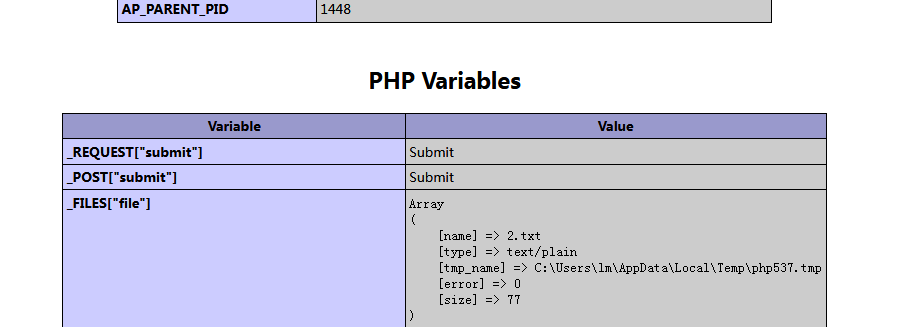 AP_PARENT_PID 1448
PHP Variables
Variable Value
_REQUEST["submit"] Submit
_POST["submit"] Submit
_FILES["file"] Array
(
[name] => 2.txt
[type] => text/plain
[tmp_name] => C:\Users\lm\AppData\Local\Temp\php537.tmp
[error] => 0
[size] => 77
)